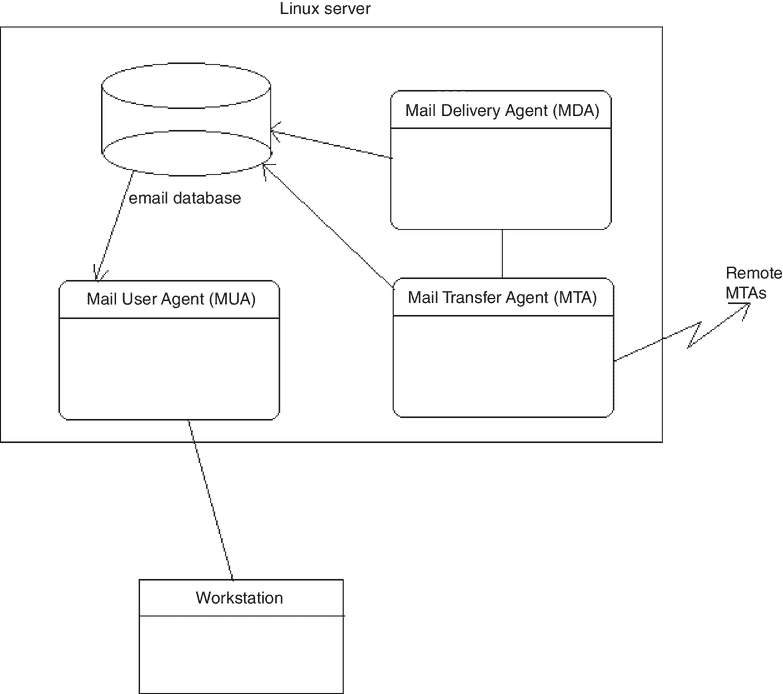 Linux server
Mail Delivery Agent (MDA)
email database
Remote
MTAs
Mail User Agent (MUA)
Mail Transfer Agent (MTA)
Workstation